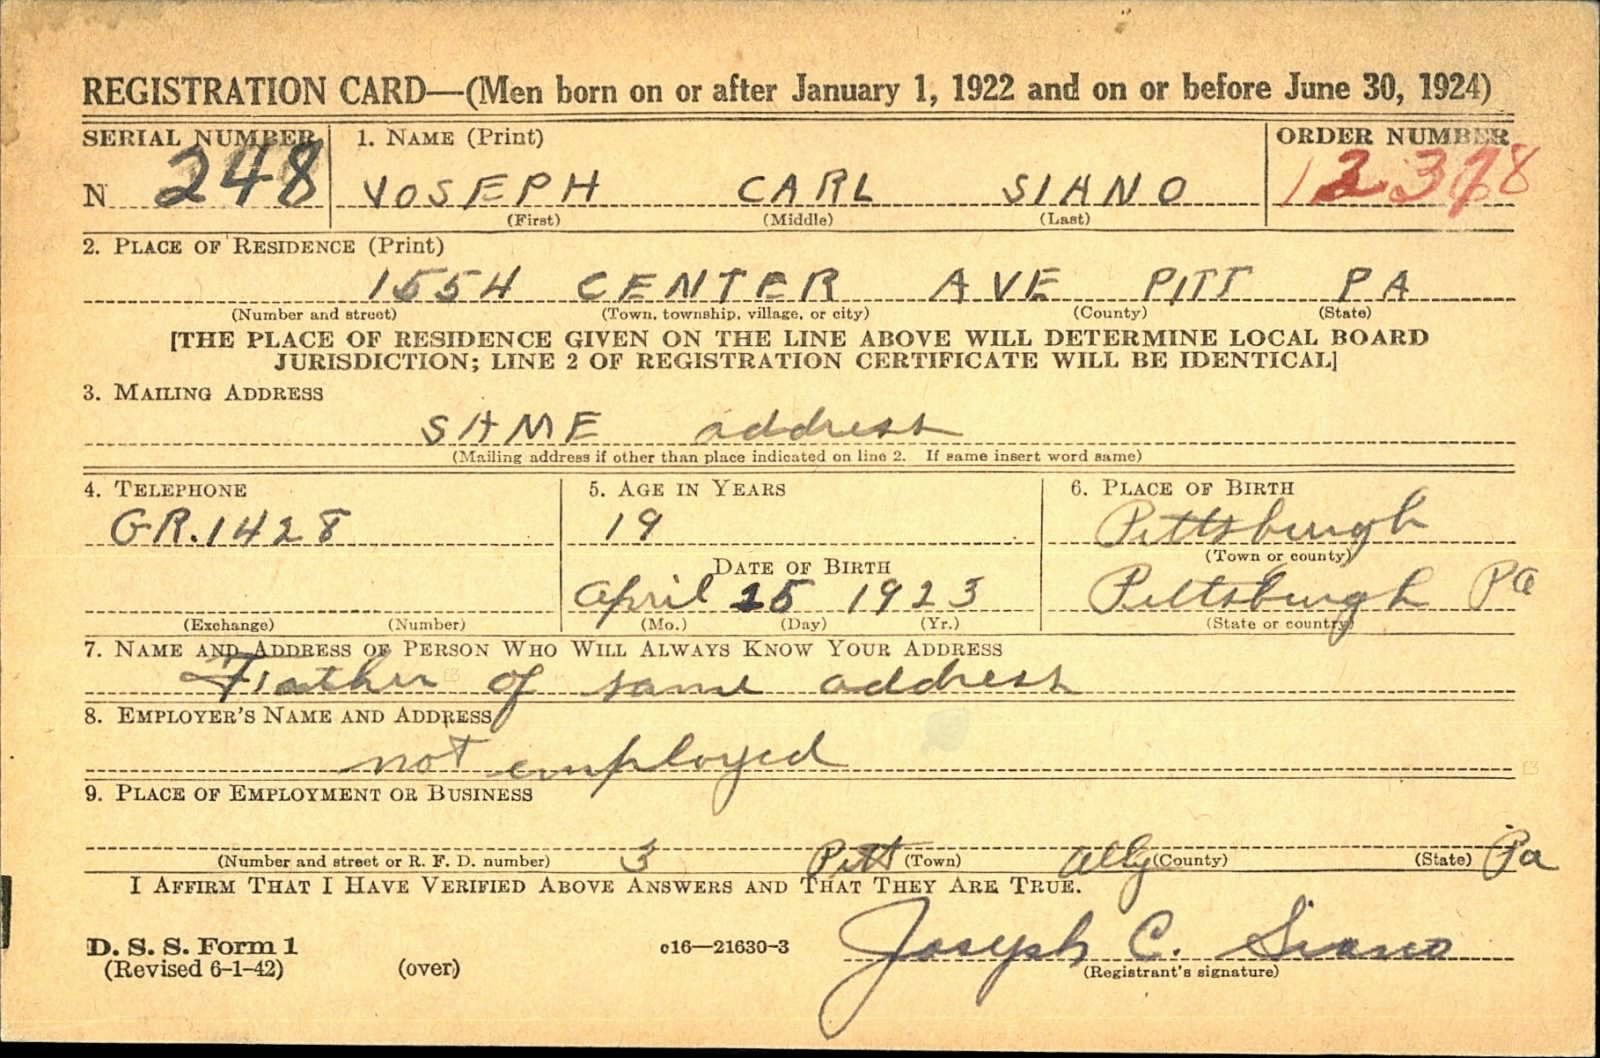 REGISTRATION CARD—(Men born on or after January 1, 1922 and on or before June 30, 1924)
SERIAL NUMBER 1. NAME (Print) ORDER NUMBER
N 248 JOSEPH CARL SIANO
(First) (Middle) (Last)
2. PLACE OF RESIDENCE (Print)
1554 CENTER AVE PITT PA
(Number and street) (Town, township, village, or city) (County) (State)
[THE PLACE OF RESIDENCE GIVEN ON THE LINE ABOVE WILL DETERMINE LOCAL BOARD
JURISDICTION; LINE 2 OF REGISTRATION CERTIFICATE WILL BE IDENTICAL]
3. MAILING ADDRESS
SAME address
(Mailing address if other than place indicated on line 2. If same insert word same)
4. TELEPHONE 5. AGE IN YEARS 6. PLACE OF BIRTH
GR.1428 19 Pittsburgh
(Town or county)
DATE OF BIRTH
April 25 1923 Pittsburgh Pa
(Exchange) (Number) (Mo.) (Day) (Yr.) (State or country)
7. NAME AND ADDRESS OF PERSON WHO WILL ALWAYS KNOW YOUR ADDRESS
Father of same address
8. EMPLOYER'S NAME AND ADDRESS
not employed
9. PLACE OF EMPLOYMENT OR BUSINESS
(Number and street or R. F. D. number) 3 Pitt (Town) Ally (County) (State) Pa
I AFFIRM THAT I HAVE VERIFIED ABOVE ANSWERS AND THAT THEY ARE TRUE.
D. S. S. Form 1
(Revised 6-1-42) (over) c16—21630-3 Joseph C. Siano
(Registrant's signature)